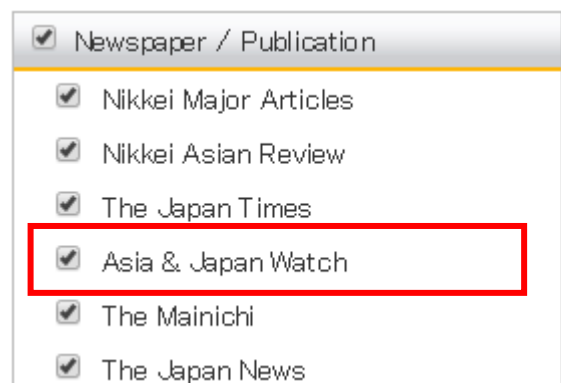 Newspaper / Publication
Nikkei Major Articles
Nikkei Asian Review
The Japan Times
Asia & Japan Watch
The Mainichi
The Japan News